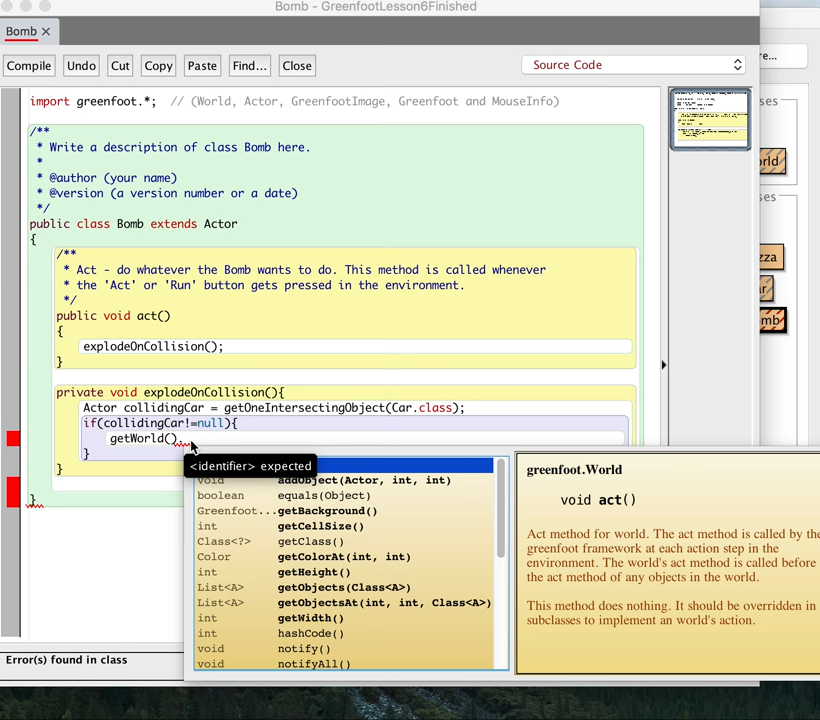 Bomb - GreenfootLesson6Finished
Bomb ✕
Compile Undo Cut Copy Paste Find... Close Source Code
import greenfoot.*;  // (World, Actor, GreenfootImage, Greenfoot and MouseInfo)
/**
 * Write a description of class Bomb here.
 *
 * @author (your name)
 * @version (a version number or a date)
 */
public class Bomb extends Actor
{
/**
 * Act - do whatever the Bomb wants to do. This method is called whenever
 * the 'Act' or 'Run' button gets pressed in the environment.
 */
public void act()
{
explodeOnCollision();
}
private void explodeOnCollision(){
Actor collidingCar = getOneIntersectingObject(Car.class);
if(collidingCar!=null){
getWorld().
}
}
}
<identifier> expected
void addObject(Actor, int, int)
boolean equals(Object)
Greenfoot...getBackground()
int getCellSize()
Class<?> getClass()
Color getColorAt(int, int)
int getHeight()
List<A> getObjects(Class<A>)
List<A> getObjectsAt(int, int, Class<A>)
int getWidth()
int hashCode()
void notify()
void notifyAll()
greenfoot.World
void act()
Act method for world. The act method is called by the
greenfoot framework at each action step in the
environment. The world's act method is called before
the act method of any objects in the world.
This method does nothing. It should be overridden in
subclasses to implement an world's action.
Error(s) found in class
re...
ses
orld
ses
zza
ar
mb